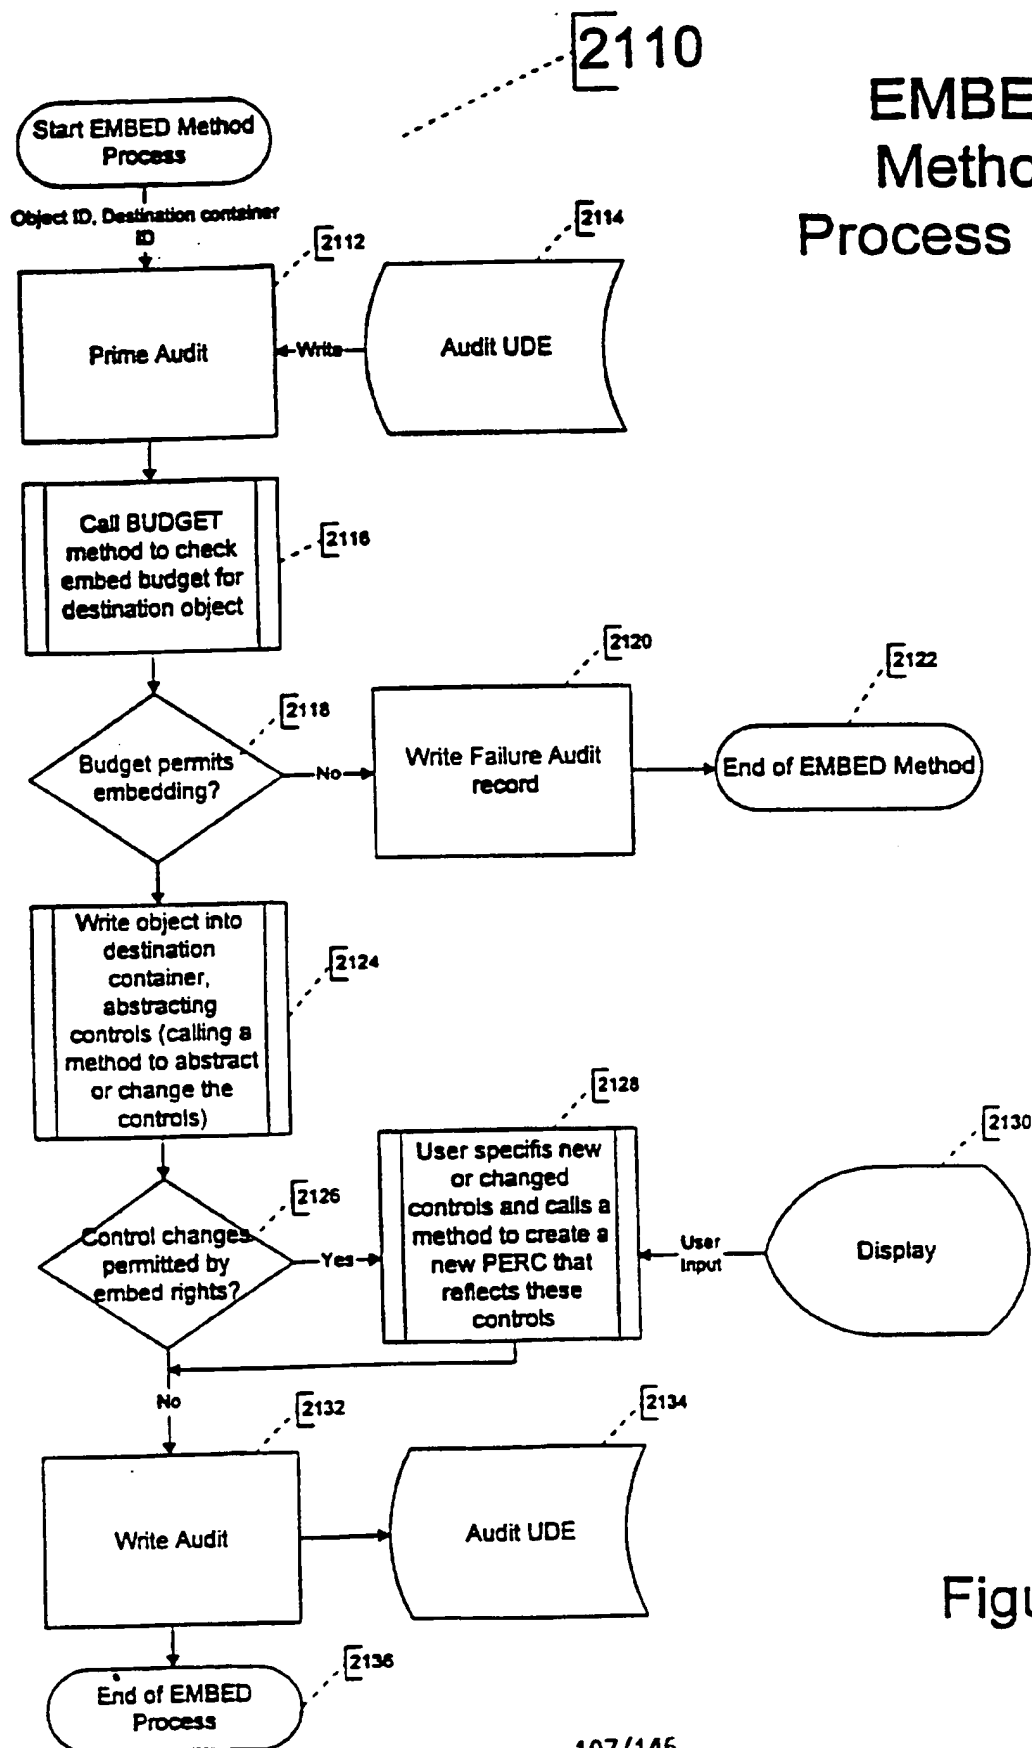 2110
EMBE
Metho
Process
Start EMBED Method
Process
Object ID, Destination container
ID
2112
2114
Prime Audit
Write
Audit UDE
Call BUDGET
method to check
embed budget for
destination object
2116
2118
Budget permits
embedding?
No
2120
Write Failure Audit
record
2122
End of EMBED Method
Write object into
destination
container,
abstracting
controls (calling a
method to abstract
or change the
controls)
2124
2126
Control changes
permitted by
embed rights?
Yes
2128
User specifis new
or changed
controls and calls a
method to create a
new PERC that
reflects these
controls
User
Input
2130
Display
No
2132
Write Audit
2134
Audit UDE
Figu
2136
End of EMBED
Process
107/146